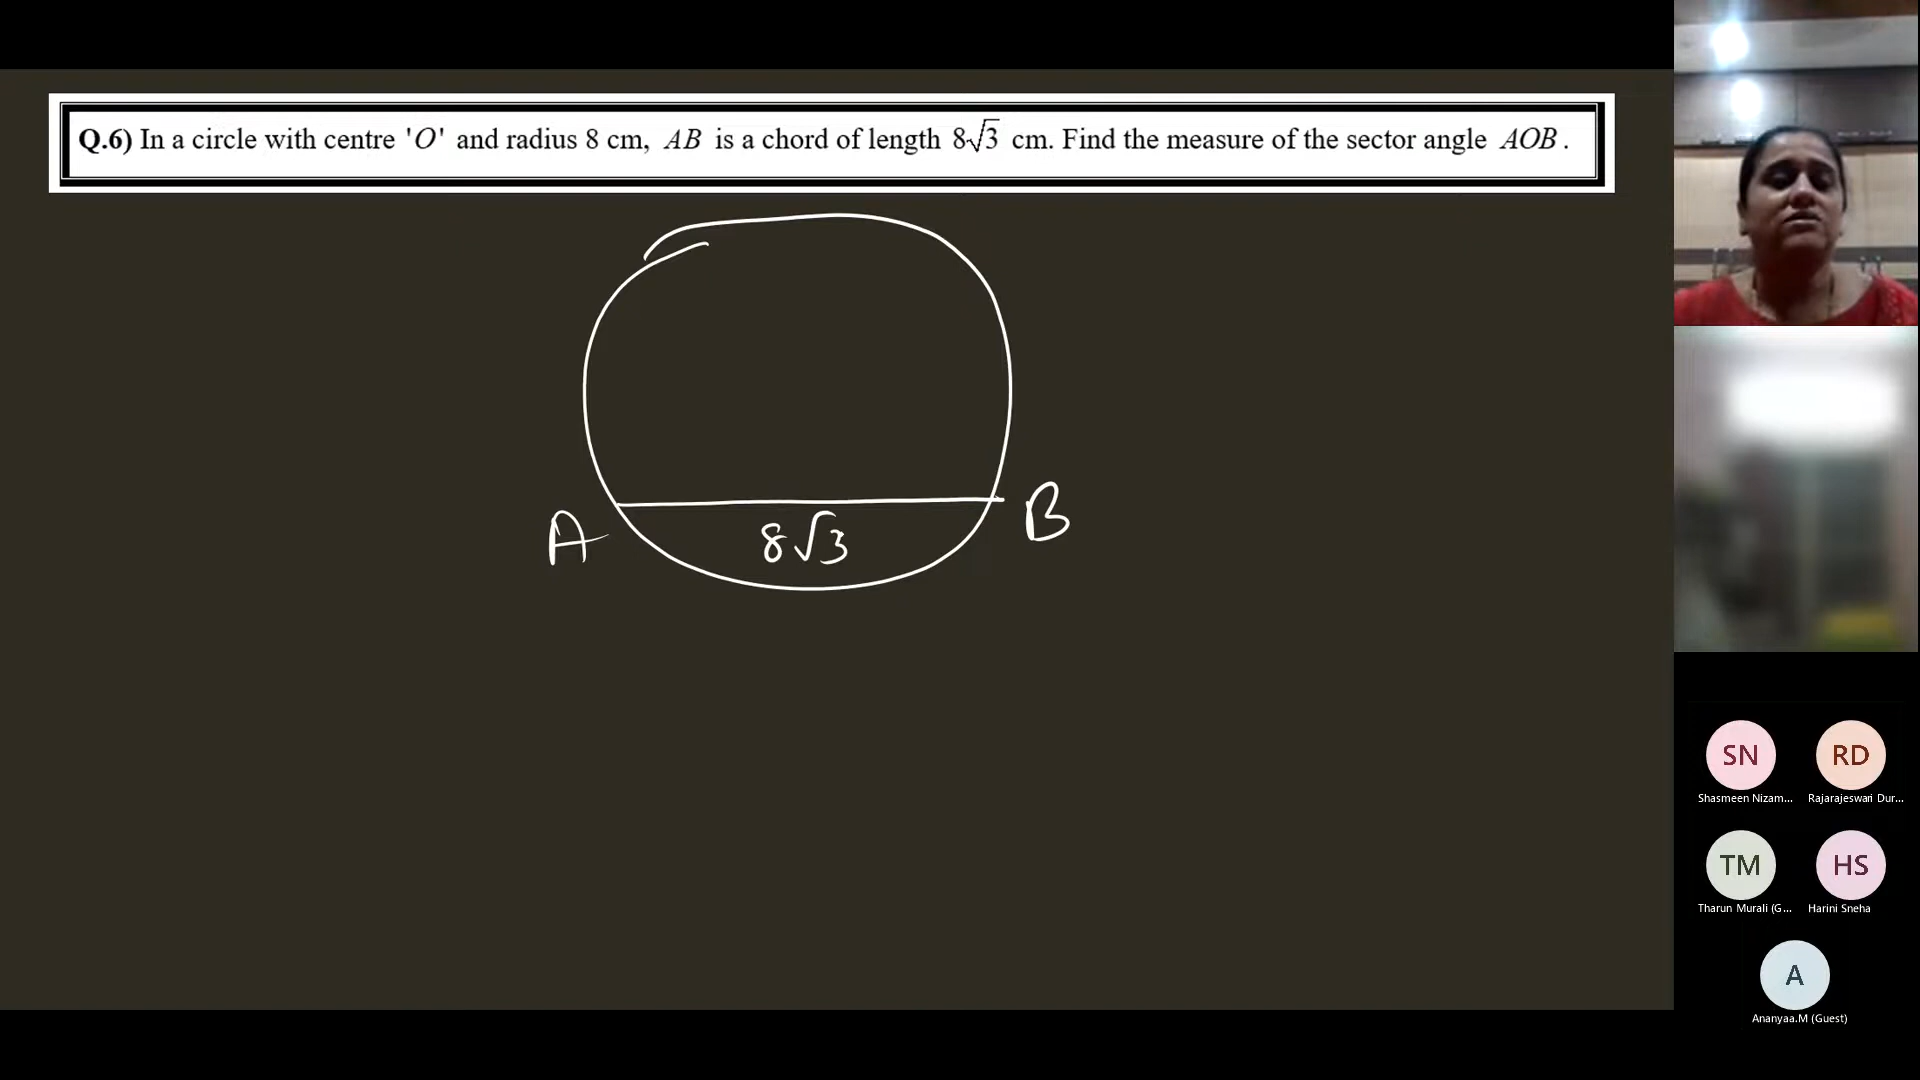 Q.6) In a circle with centre 'O' and radius 8 cm, AB is a chord of length 8√3 cm. Find the measure of the sector angle AOB.
A
B
8√3
SN
RD
Shasmeen Nizam...
Rajarajeswari Dur...
TM
HS
Tharun Murali (G...
Harini Sneha
A
Ananyaa.M (Guest)